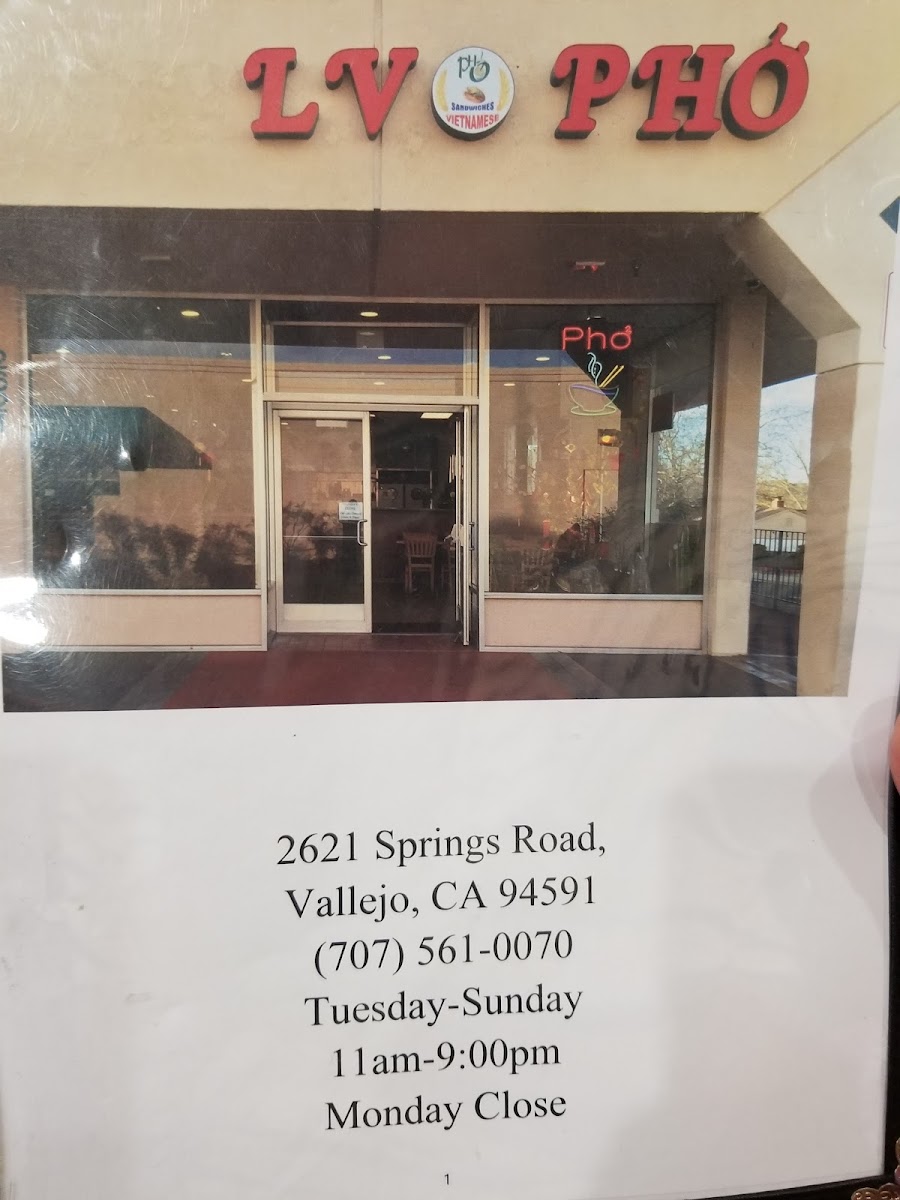 LV PHỞ
PHỞ
SANDWICHES
VIETNAMESE
Phở
2621 Springs Road,
Vallejo, CA 94591
(707) 561-0070
Tuesday-Sunday
11am-9:00pm
Monday Close
1